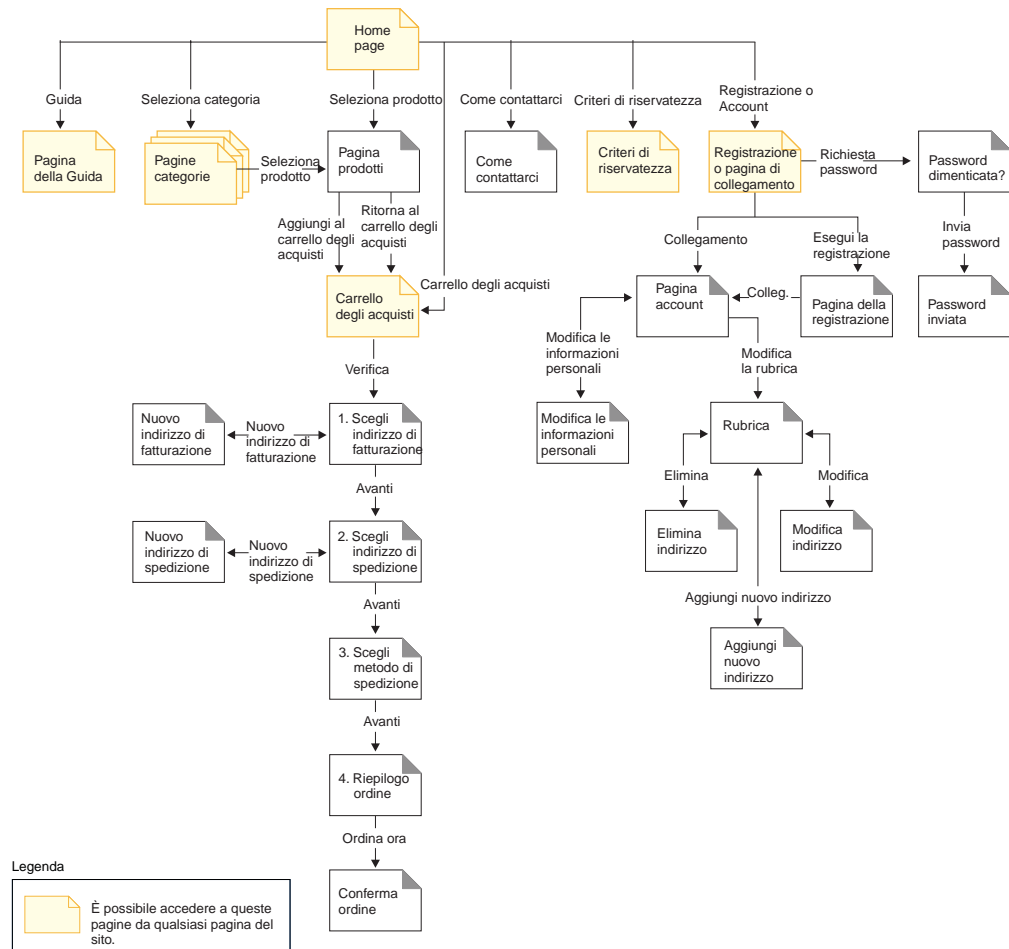 Home
page
Guida
Seleziona categoria
Seleziona prodotto
Come contattarci
Criteri di riservatezza
Registrazione o
Account
Pagina
della Guida
Pagine
categorie
Seleziona
prodotto
Pagina
prodotti
Come
contattarci
Criteri di
riservatezza
Registrazione
o pagina di
collegamento
Richiesta
password
Password
dimenticata?
Aggiungi al
carrello degli
acquisti
Ritorna al
carrello degli
acquisti
Collegamento
Esegui la
registrazione
Invia
password
Carrello
degli acquisti
Carrello degli acquisti
Pagina
account
Colleg.
Pagina della
registrazione
Password
inviata
Verifica
Modifica le
informazioni
personali
Modifica
la rubrica
Nuovo
indirizzo di
fatturazione
Nuovo
indirizzo di
fatturazione
1. Scegli
indirizzo di
fatturazione
Modifica le
informazioni
personali
Rubrica
Avanti
Elimina
Modifica
Nuovo
indirizzo di
spedizione
Nuovo
indirizzo di
spedizione
2. Scegli
indirizzo di
spedizione
Elimina
indirizzo
Modifica
indirizzo
Avanti
Aggiungi nuovo indirizzo
3. Scegli
metodo di
spedizione
Aggiungi
nuovo
indirizzo
Avanti
4. Riepilogo
ordine
Ordina ora
Conferma
ordine
Legenda
È possibile accedere a queste
pagine da qualsiasi pagina del
sito.